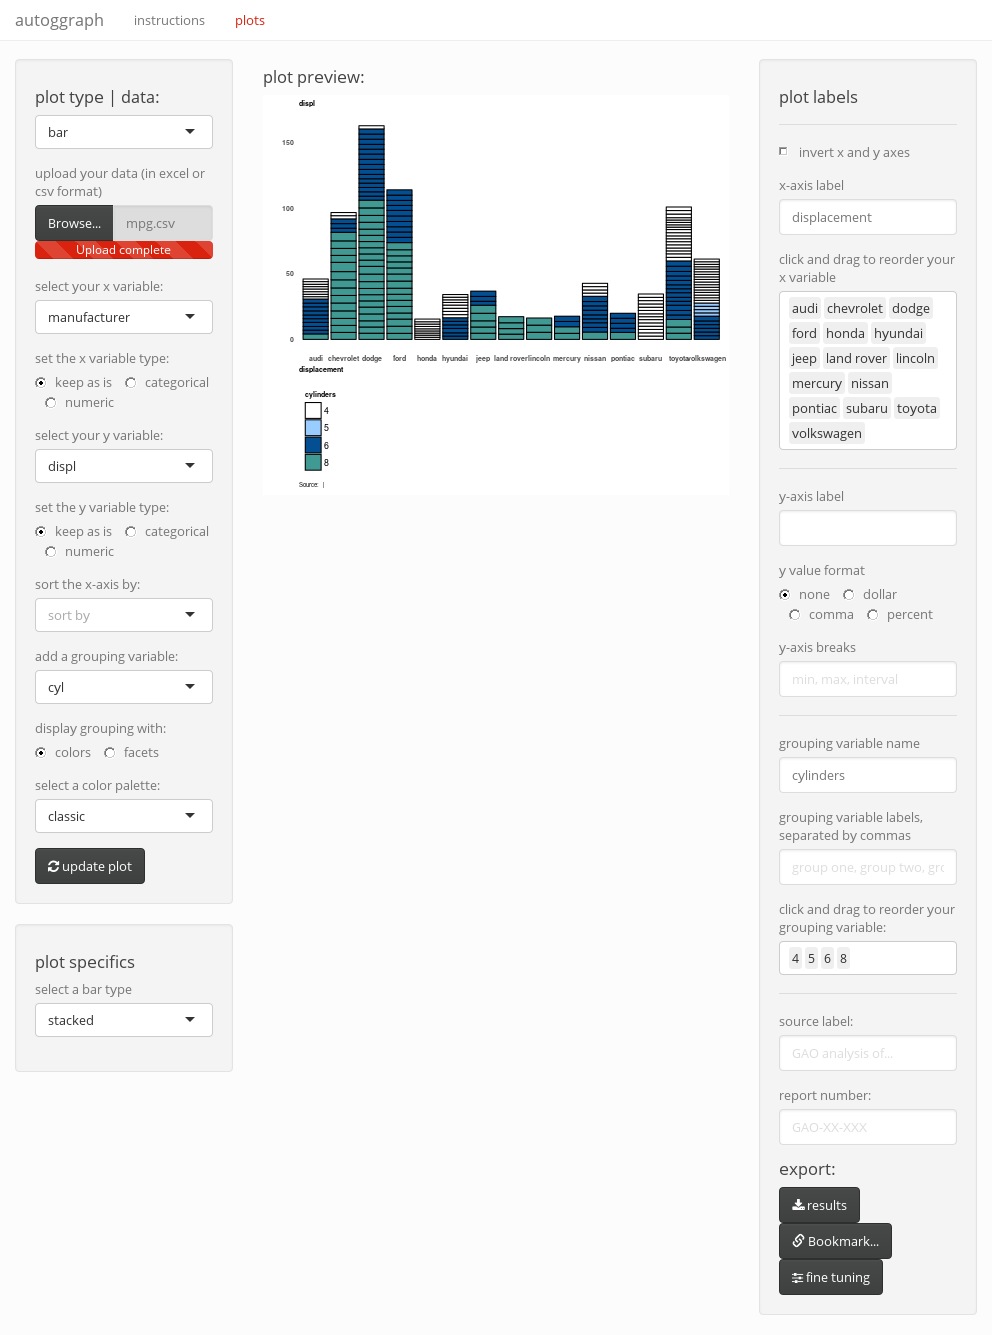 autoggraph instructions plots
plot type | data:
bar
upload your data (in excel or
csv format)
Browse... mpg.csv
Upload complete
select your x variable:
manufacturer
set the x variable type:
keep as is categorical
numeric
select your y variable:
displ
set the y variable type:
keep as is categorical
numeric
sort the x-axis by:
sort by
add a grouping variable:
cyl
display grouping with:
colors facets
select a color palette:
classic
update plot
plot specifics
select a bar type
stacked
plot preview:
displ
150
100
50
0
audi chevrolet dodge ford honda hyundai jeep land rover lincoln mercury nissan pontiac subaru toyota volkswagen
displacement
cylinders
4
5
6
8
Source: |
plot labels
invert x and y axes
x-axis label
displacement
click and drag to reorder your
x variable
audi chevrolet dodge
ford honda hyundai
jeep land rover lincoln
mercury nissan
pontiac subaru toyota
volkswagen
y-axis label
y value format
none dollar
comma percent
y-axis breaks
min, max, interval
grouping variable name
cylinders
grouping variable labels,
separated by commas
group one, group two, gro
click and drag to reorder your
grouping variable:
4 5 6 8
source label:
GAO analysis of...
report number:
GAO-XX-XXX
export:
results
Bookmark...
fine tuning